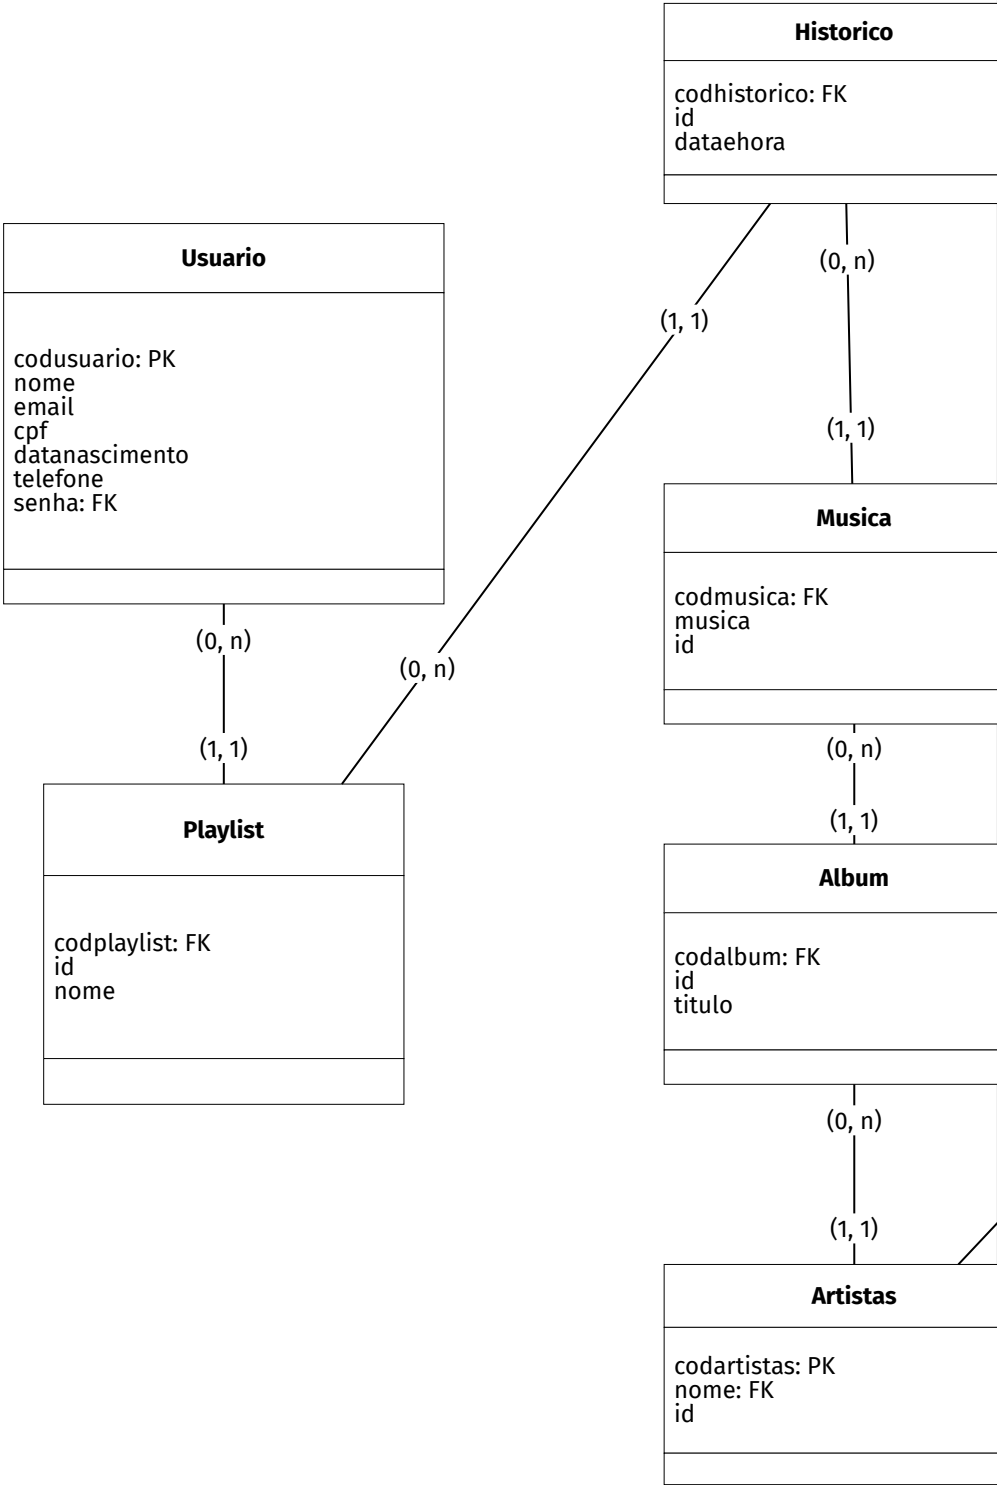 Historico
codhistorico: FK
id
dataehora
(0, n)
(1, 1)
(1, 1)
(0, n)
Usuario
codusuario: PK
nome
email
cpf
datanascimento
telefone
senha: FK
(0, n)
(1, 1)
Playlist
codplaylist: FK
id
nome
Musica
codmusica: FK
musica
id
(0, n)
(1, 1)
Album
codalbum: FK
id
titulo
(0, n)
(1, 1)
Artistas
codartistas: PK
nome: FK
id